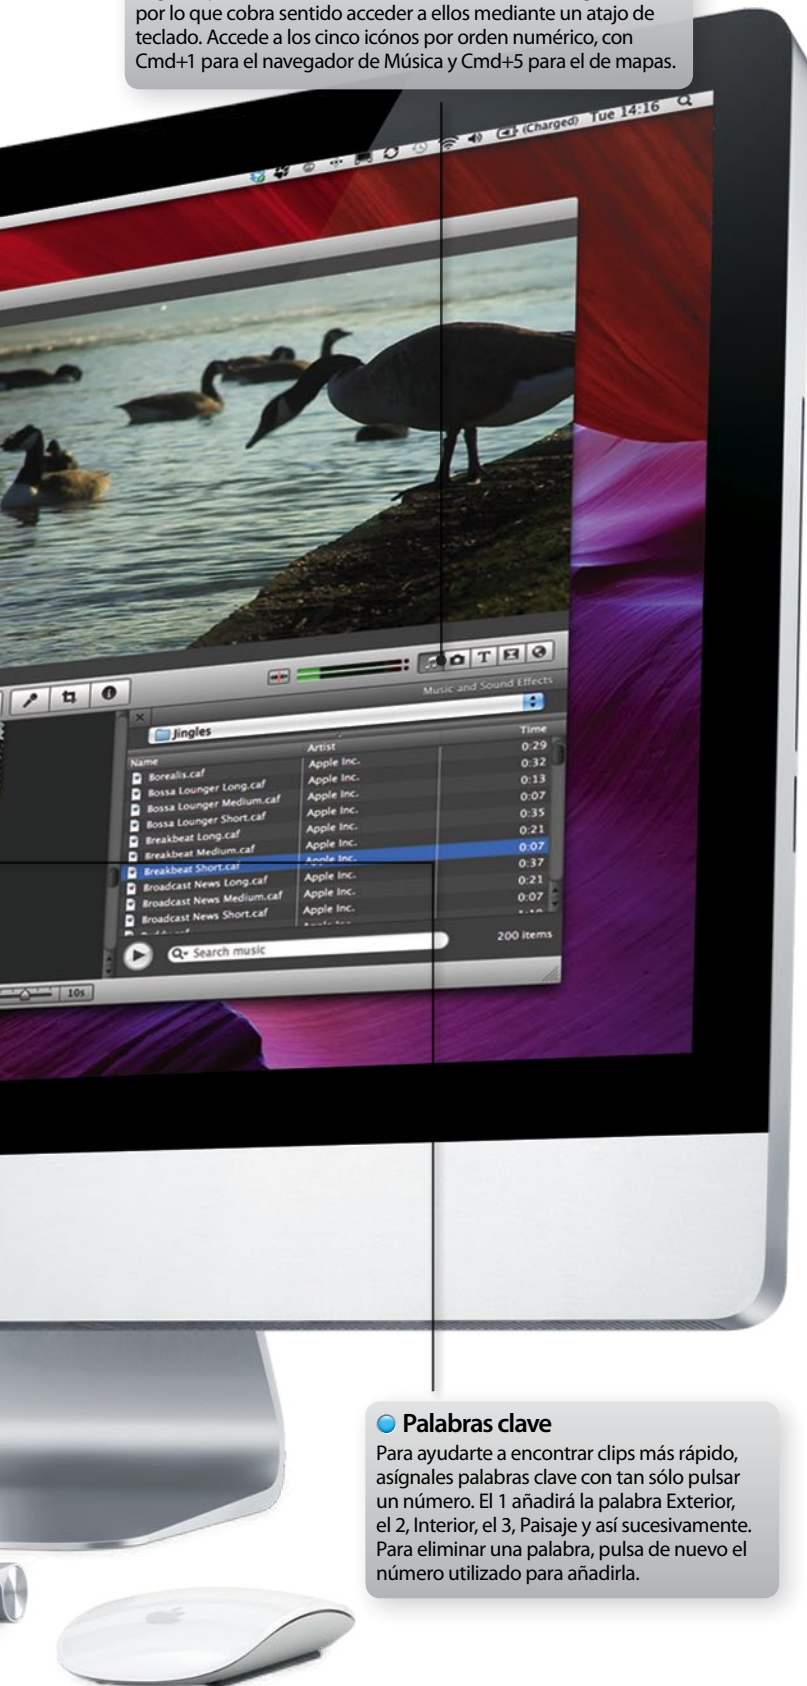 por lo que cobra sentido acceder a ellos mediante un atajo de
teclado. Accede a los cinco icónos por orden numérico, con
Cmd+1 para el navegador de Música y Cmd+5 para el de mapas.
(Charged) Tue 14:16
Music and Sound Effects
Jingles
Name Artist Time
Borealis.caf Apple Inc. 0:29
Bossa Lounger Long.caf Apple Inc. 0:32
Bossa Lounger Medium.caf Apple Inc. 0:13
Bossa Lounger Short.caf Apple Inc. 0:07
Breakbeat Long.caf Apple Inc. 0:35
Breakbeat Medium.caf Apple Inc. 0:21
Breakbeat Short.caf Apple Inc. 0:07
Broadcast News Long.caf Apple Inc. 0:37
Broadcast News Medium.caf Apple Inc. 0:21
Broadcast News Short.caf Apple Inc. 0:07
Search music 200 items
10s
Palabras clave
Para ayudarte a encontrar clips más rápido,
asígnales palabras clave con tan sólo pulsar
un número. El 1 añadirá la palabra Exterior,
el 2, Interior, el 3, Paisaje y así sucesivamente.
Para eliminar una palabra, pulsa de nuevo el
número utilizado para añadirla.